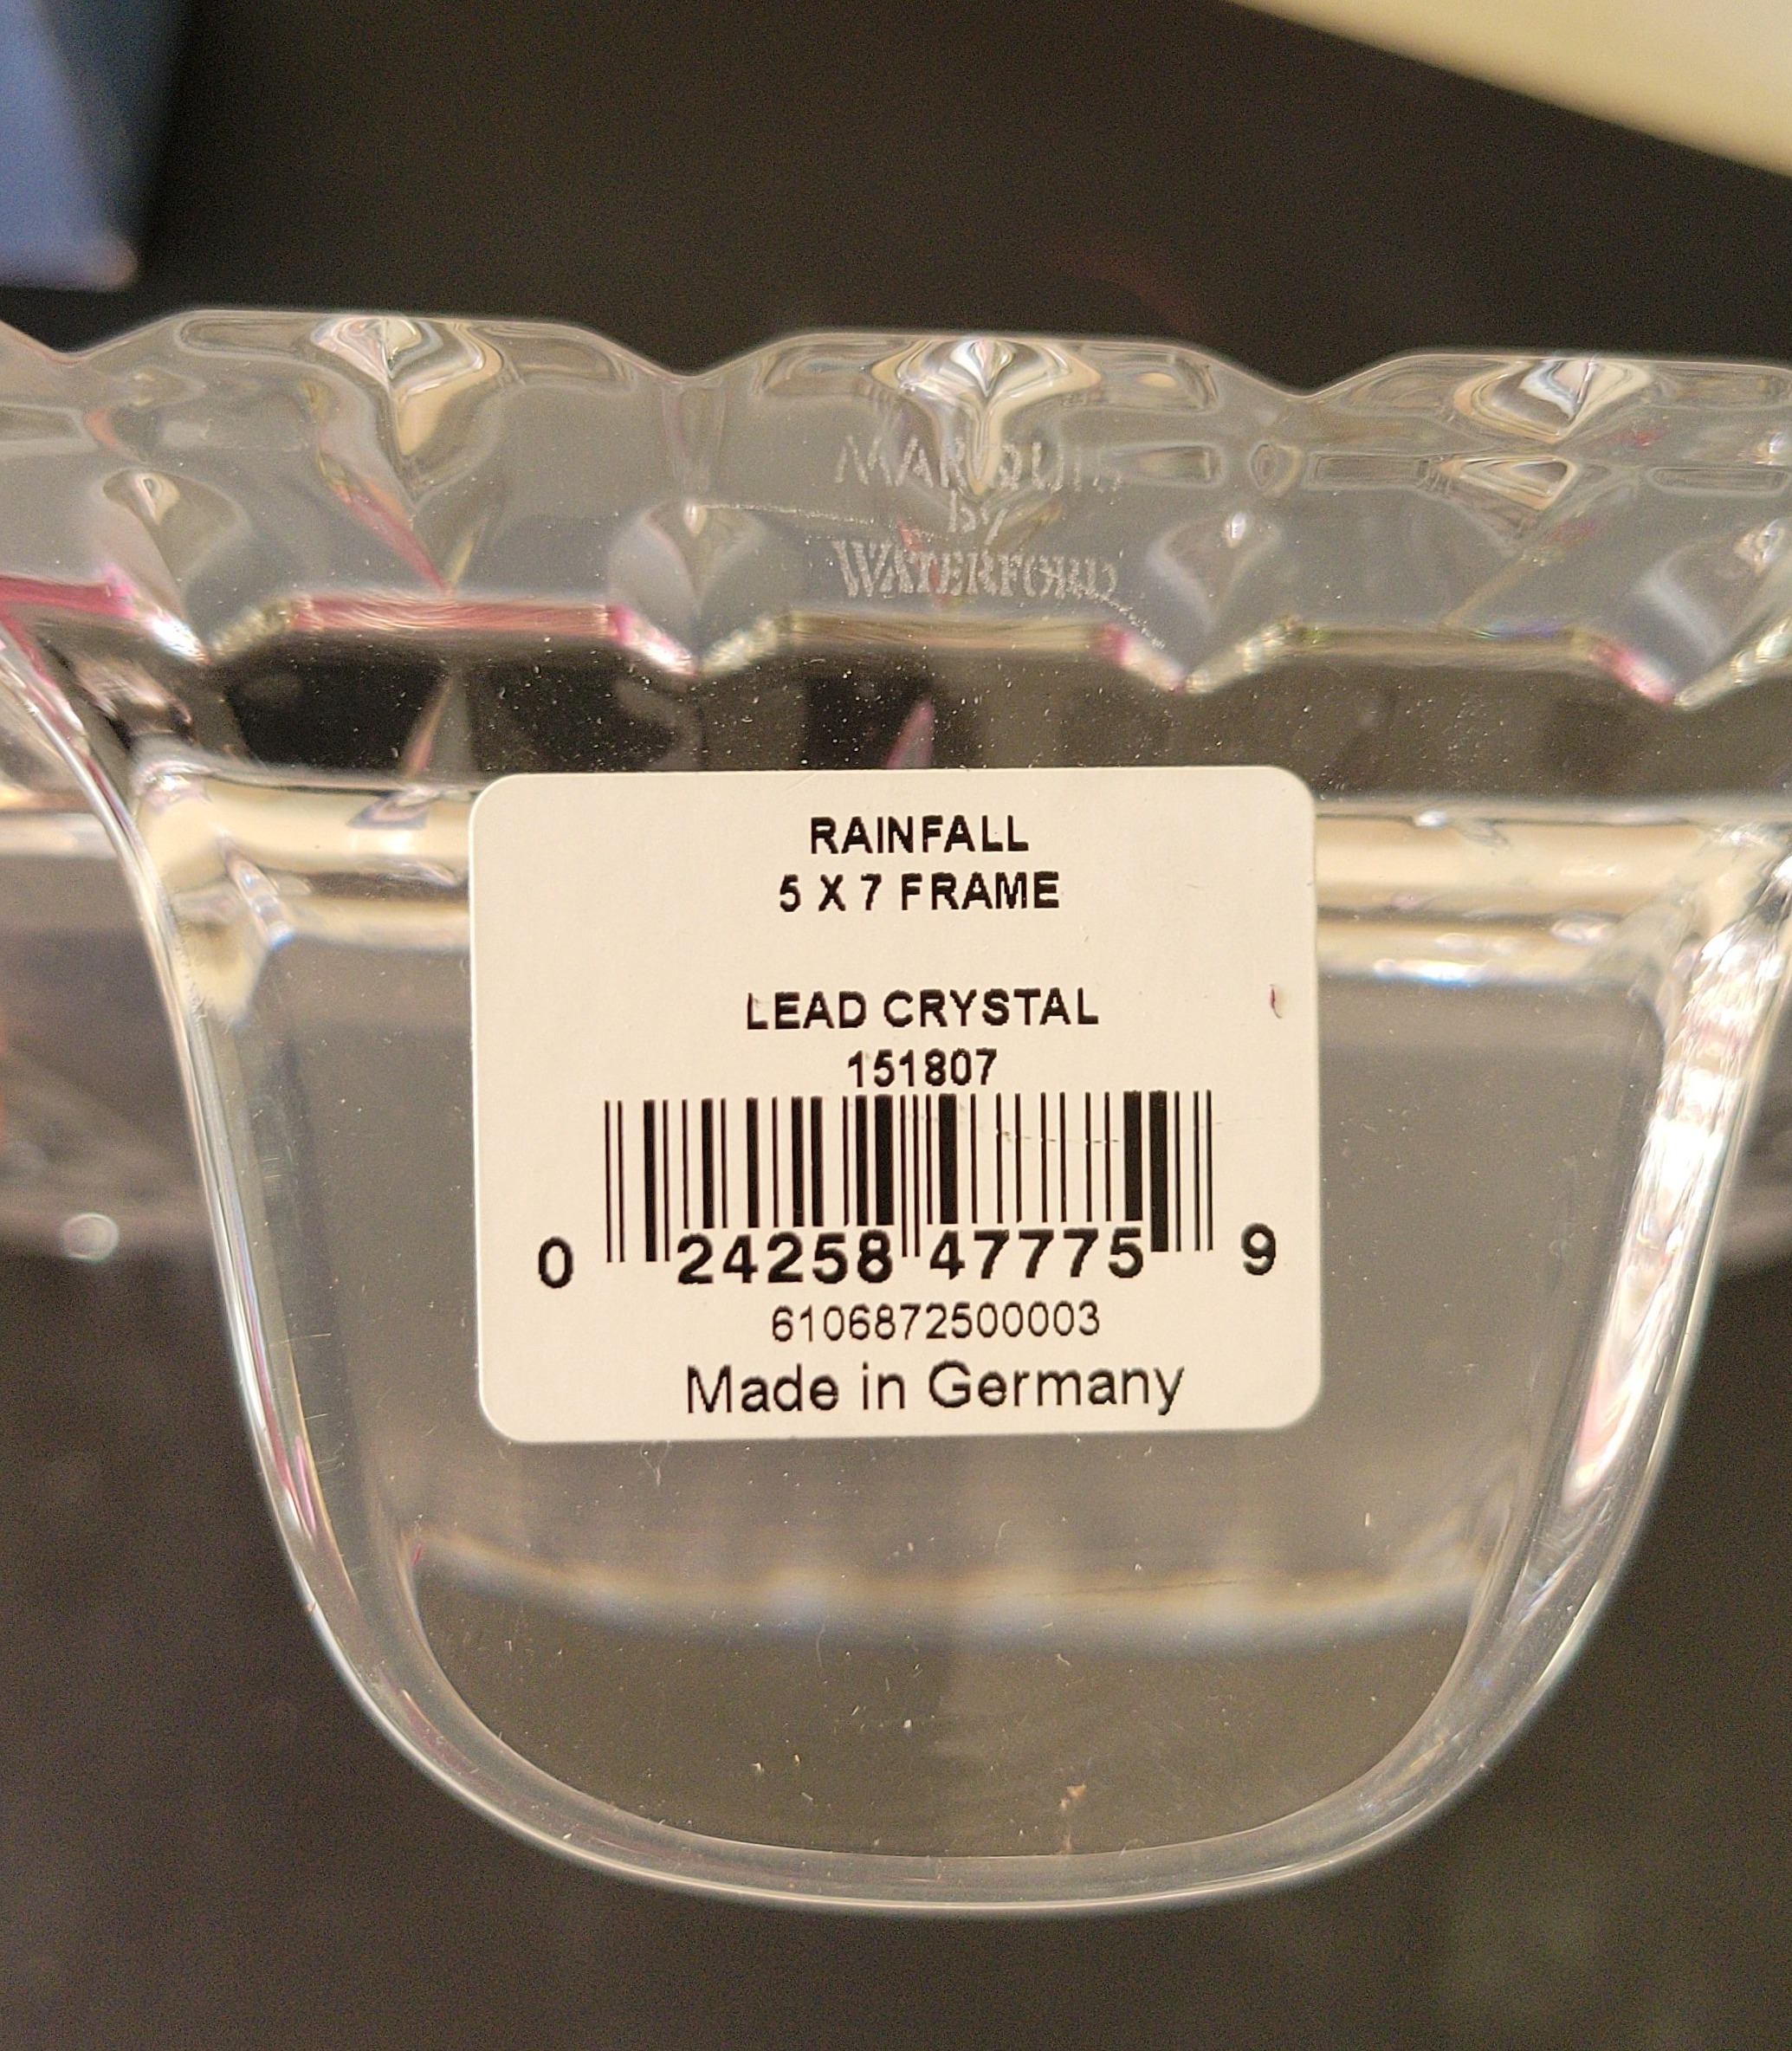 MARQUIS
by
WATERFORD
RAINFALL
5 X 7 FRAME
LEAD CRYSTAL
151807
0 24258 47775 9
6106872500003
Made in Germany